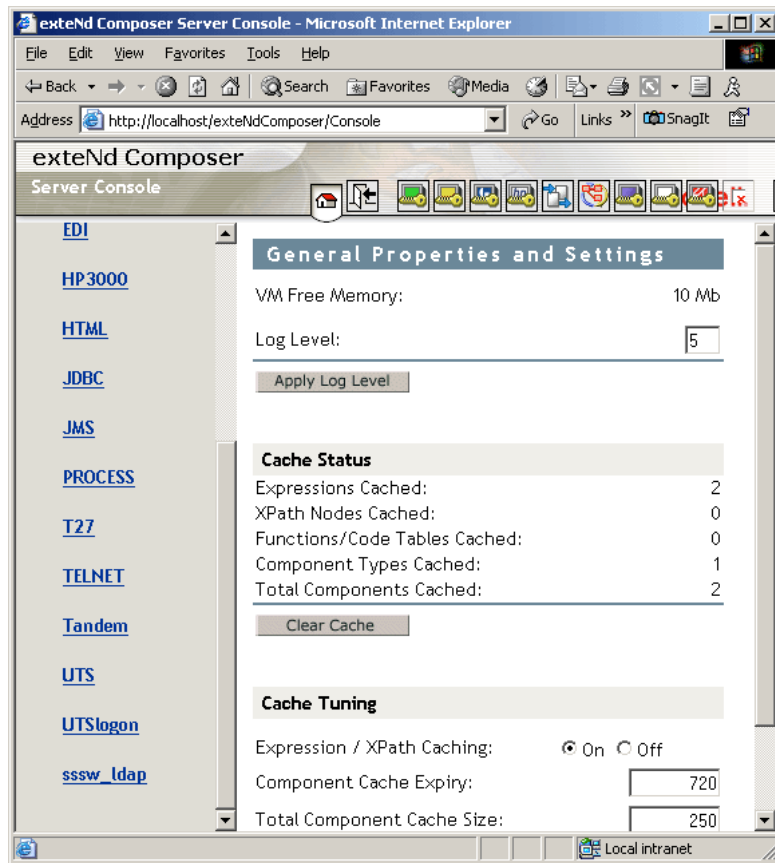 exteNd Composer Server Console - Microsoft Internet Explorer
File Edit View Favorites Tools Help
Back Search Favorites Media
Address http://localhost/exteNdComposer/Console Go Links » SnagIt
exteNd Composer
Server Console
EDI
HP3000
HTML
JDBC
JMS
PROCESS
T27
TELNET
Tandem
UTS
UTSlogon
sssw_ldap
General Properties and Settings
VM Free Memory: 10 Mb
Log Level: 5
Apply Log Level
Cache Status
Expressions Cached: 2
XPath Nodes Cached: 0
Functions/Code Tables Cached: 0
Component Types Cached: 1
Total Components Cached: 2
Clear Cache
Cache Tuning
Expression / XPath Caching: On Off
Component Cache Expiry: 720
Total Component Cache Size: 250
Local intranet